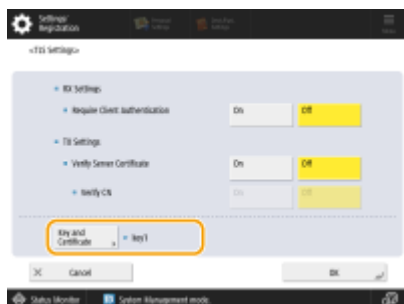 Settings/
Registration
Menu
<TLS Settings>
RX Settings
Require Client Authentication
On
Off
TX Settings
Verify Server Certificate
On
Off
Verify CN
On
Off
Key and
Certificate
key1
Cancel
OK
Status Monitor
System Management mode.